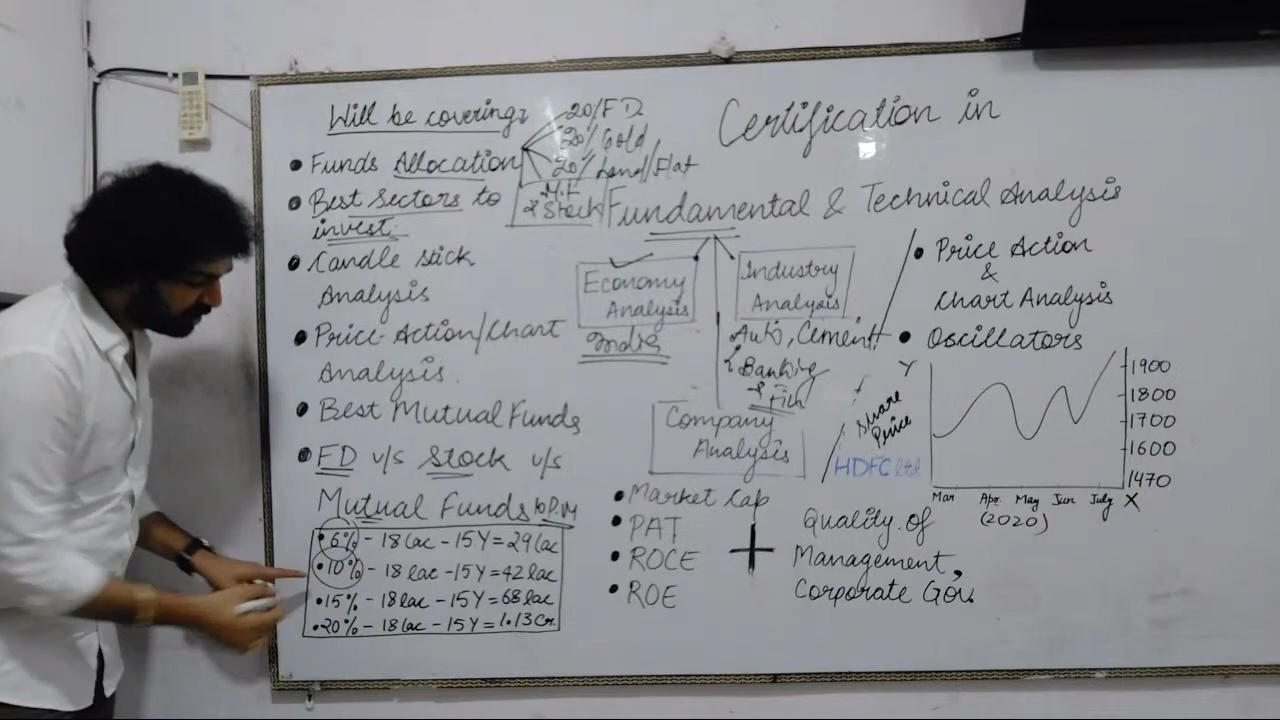 Certification in
Fundamental & Technical Analysis
Will be covering
• Funds Allocation
20% FD
20% Gold
20% Land/Flat
M.F
& Stock
• Best Sectors to
invest
• Candle stick
Analysis
• Price-Action/Chart
Analysis.
• Best Mutual Funds
• FD v/s Stock v/s
Mutual Funds 10P.M
• 6% - 18 lac - 15Y = 29 lac
• 10% - 18 lac - 15Y = 42 lac
• 15% - 18 lac - 15Y = 68 lac
• 20% - 18 lac - 15Y = 1.13 Cr.
Economy
Analysis
India
Industry
Analysis
Auto, Cement
Banking
Company
Analysis
• Market Cap
• PAT
• ROCE
• ROE
+
Quality of
Management,
Corporate Gov.
• Price Action
&
Chart Analysis
• Oscillators
Y
Share
Price
HDFC Ltd
1900
1800
1700
1600
1470
Mar Apr May Jun July X
(2020)